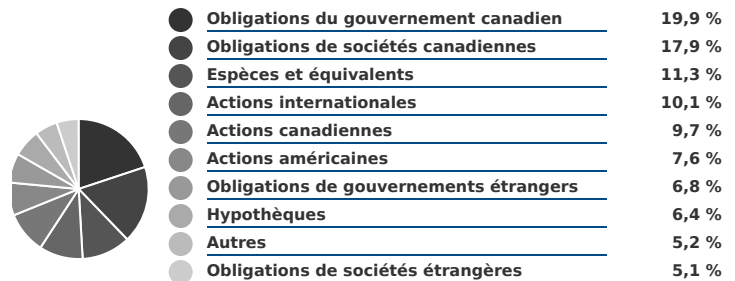 Obligations du gouvernement canadien 19,9 %
Obligations de sociétés canadiennes 17,9 %
Espèces et équivalents 11,3 %
Actions internationales 10,1 %
Actions canadiennes 9,7 %
Actions américaines 7,6 %
Obligations de gouvernements étrangers 6,8 %
Hypothèques 6,4 %
Autres 5,2 %
Obligations de sociétés étrangères 5,1 %